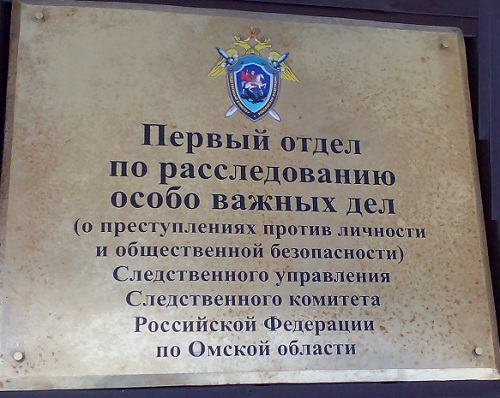 Первый отдел
по расследованию
особо важных дел
(о преступлениях против личности
и общественной безопасности)
Следственного управления
Следственного комитета
Российской Федерации
по Омской области